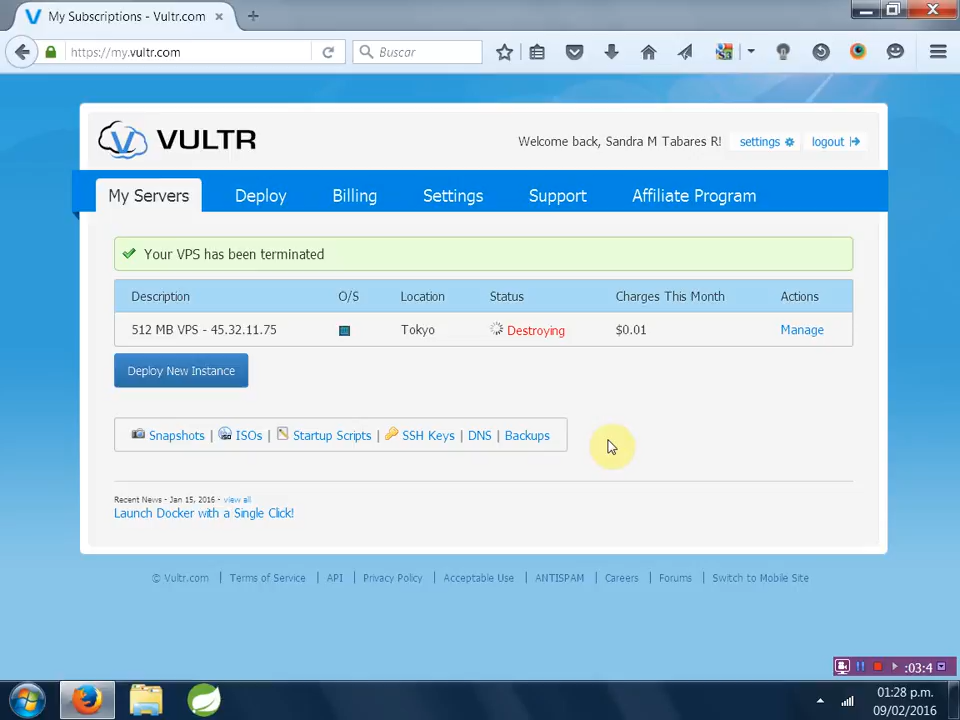 My Subscriptions - Vultr.com
https://my.vultr.com
Buscar
VULTR
Welcome back, Sandra M Tabares R! settings logout
My Servers Deploy Billing Settings Support Affiliate Program
Your VPS has been terminated
Description O/S Location Status Charges This Month Actions
512 MB VPS - 45.32.11.75 Tokyo Destroying $0.01 Manage
Deploy New Instance
Snapshots | ISOs | Startup Scripts | SSH Keys | DNS | Backups
Recent News - Jan 15, 2016 - view all
Launch Docker with a Single Click!
© Vultr.com | Terms of Service | API | Privacy Policy | Acceptable Use | ANTISPAM | Careers | Forums | Switch to Mobile Site
:03:4
01:28 p.m.
09/02/2016